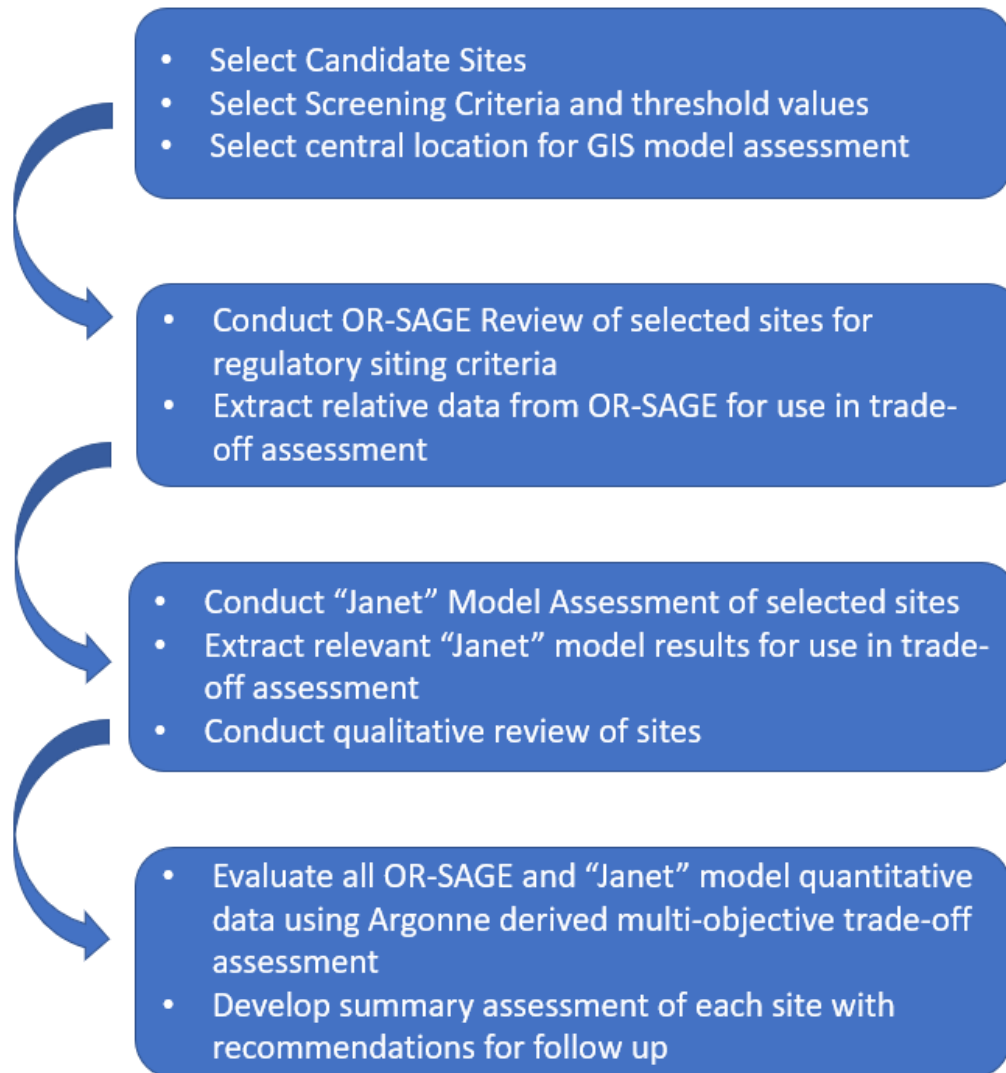 • Select Candidate Sites
• Select Screening Criteria and threshold values
• Select central location for GIS model assessment
• Conduct OR-SAGE Review of selected sites for
regulatory siting criteria
• Extract relative data from OR-SAGE for use in trade-
off assessment
• Conduct “Janet” Model Assessment of selected sites
• Extract relevant “Janet” model results for use in trade-
off assessment
• Conduct qualitative review of sites
• Evaluate all OR-SAGE and “Janet” model quantitative
data using Argonne derived multi-objective trade-off
assessment
• Develop summary assessment of each site with
recommendations for follow up